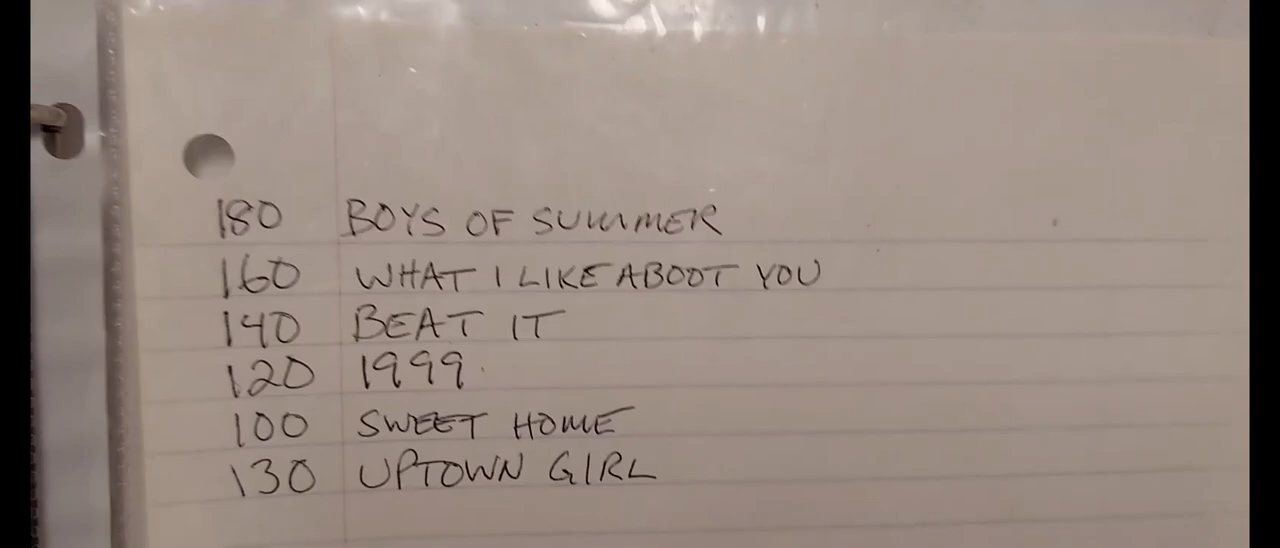 180 BOYS OF SUMMER
160 WHAT I LIKE ABOUT YOU
140 BEAT IT
120 1999
100 SWEET HOME
130 UPTOWN GIRL